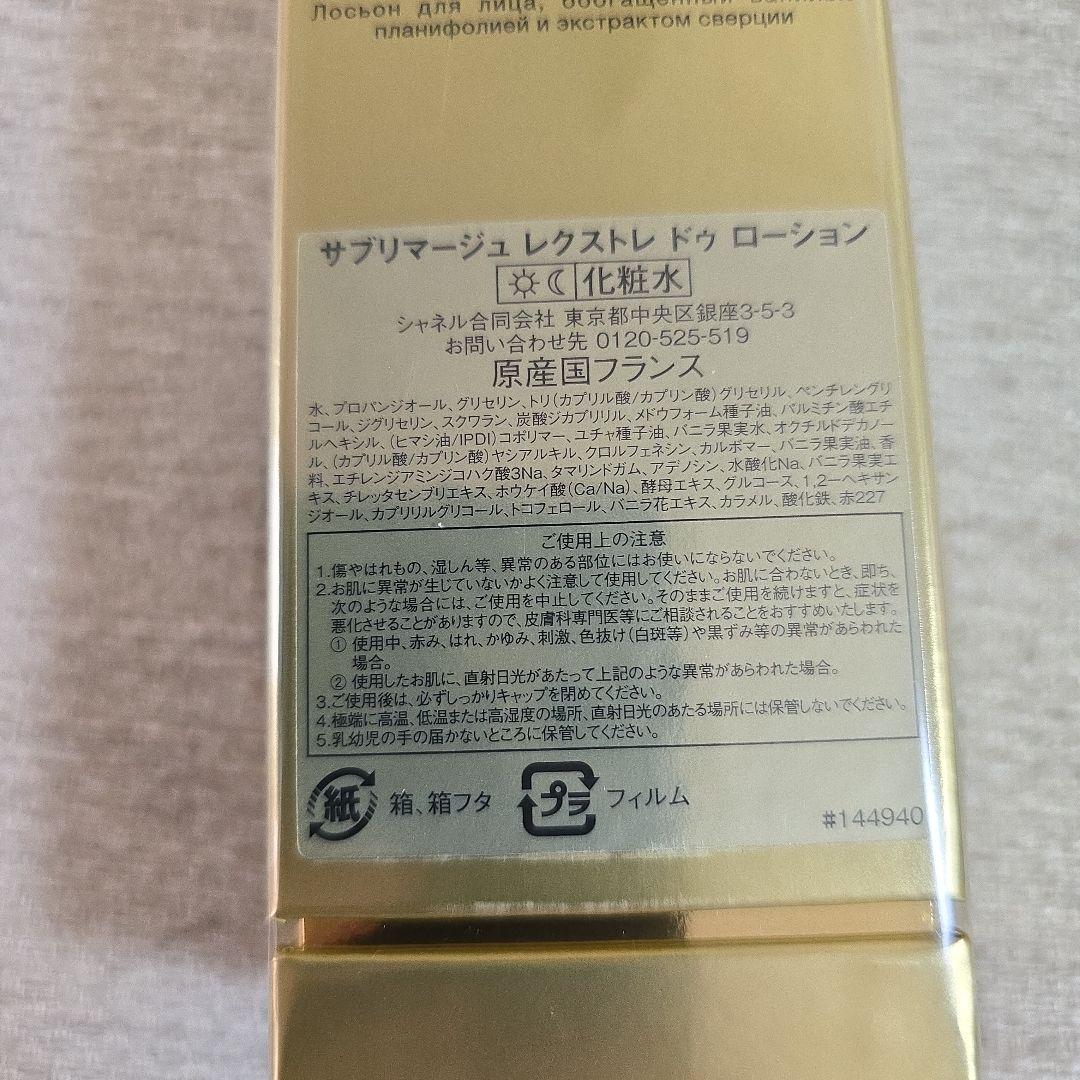 Лосьон для лица, обогащенный
планифолией и экстрактом сверции
サブリマージュ レクストレ ドゥ ローション
化粧水
シャネル合同会社 東京都中央区銀座3-5-3
お問い合わせ先 0120-525-519
原産国フランス
水、プロパンジオール、グリセリン、トリ(カプリル酸/カプリン酸)グリセリル、ペンチレングリ
コール、ジグリセリン、スクワラン、炭酸ジカプリリル、メドウフォーム種子油、パルミチン酸エチ
ルヘキシル、(ヒマシ油/IPDI)コポリマー、ユチャ種子油、バニラ果実水、オクチルドデカノー
ル、(カプリル酸/カプリン酸)ヤシアルキル、クロルフェネシン、カルボマー、バニラ果実油、香
料、エチレンジアミンジコハク酸3Na、タマリンドガム、アデノシン、水酸化Na、バニラ果実エ
キス、チレッタセンブリエキス、ホウケイ酸(Ca/Na)、酵母エキス、グルコース、1,2-ヘキサン
ジオール、カプリリルグリコール、トコフェロール、バニラ花エキス、カラメル、酸化鉄、赤227
ご使用上の注意
1.傷やはれもの、湿しん等、異常のある部位にはお使いにならないでください。
2.お肌に異常が生じていないかよく注意して使用してください。お肌に合わないとき、即ち、
次のような場合には、ご使用を中止してください。そのままご使用を続けますと、症状を
悪化させることがありますので、皮膚科専門医等にご相談されることをおすすめいたします。
① 使用中、赤み、はれ、かゆみ、刺激、色抜け(白斑等)や黒ずみ等の異常があらわれた
場合。
② 使用したお肌に、直射日光があたって上記のような異常があらわれた場合。
3.ご使用後は、必ずしっかりキャップを閉めてください。
4.極端に高温、低温または高湿度の場所、直射日光のあたる場所には保管しないでください。
5.乳幼児の手の届かないところに保管してください。
紙 箱、箱フタ プラ フィルム
#144940